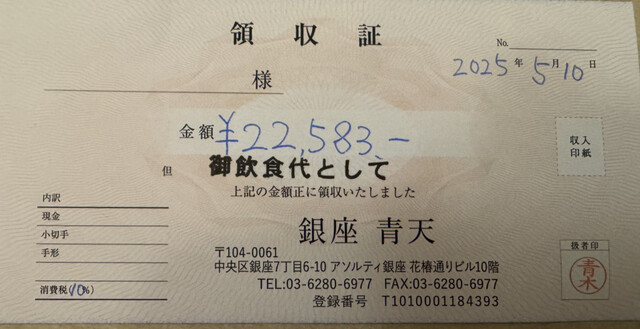 領収証
No.
2025年5月10日
様
金額 ¥22,583-
収入
印紙
但 御飲食代として
上記の金額正に領収いたしました
内訳
現金
小切手
手形
消費税(10%)
銀座 青天
〒104-0061
中央区銀座7丁目6-10 アソルティ銀座 花椿通りビル10階
TEL:03-6280-6977 FAX:03-6280-6977
登録番号 T1010001184393
扱者印
青木